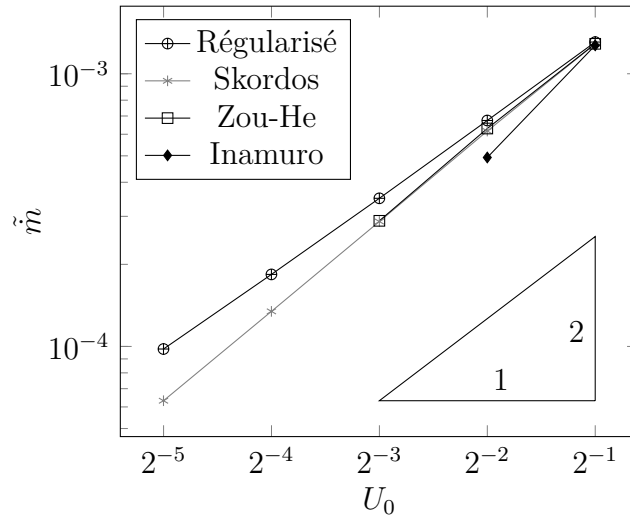 Régularisé
Skordos
Zou-He
Inamuro
10⁻³
10⁻⁴
m̃̇
2
1
2⁻⁵ 2⁻⁴ 2⁻³ 2⁻² 2⁻¹
U₀